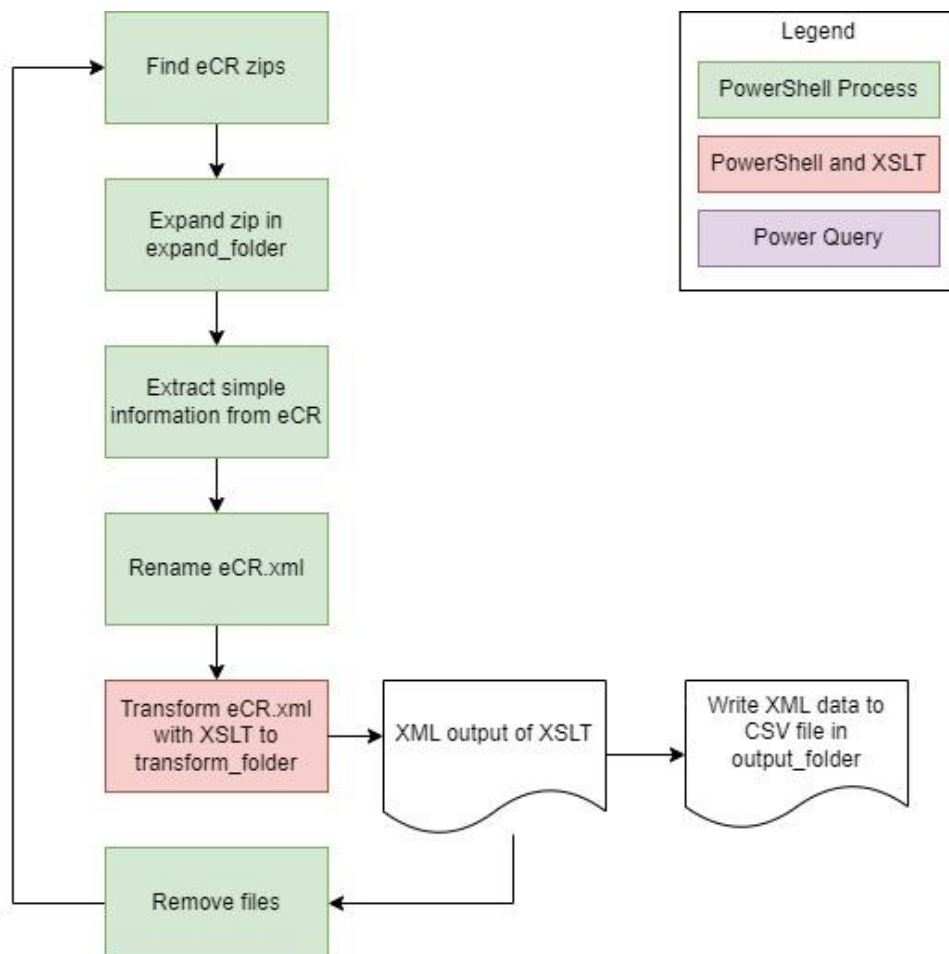 Find eCR zips
Legend
PowerShell Process
PowerShell and XSLT
Power Query
Expand zip in
expand_folder
Extract simple
information from eCR
Rename eCR.xml
Transform eCR.xml
with XSLT to
transform_folder
XML output of XSLT
Write XML data to
CSV file in
output_folder
Remove files